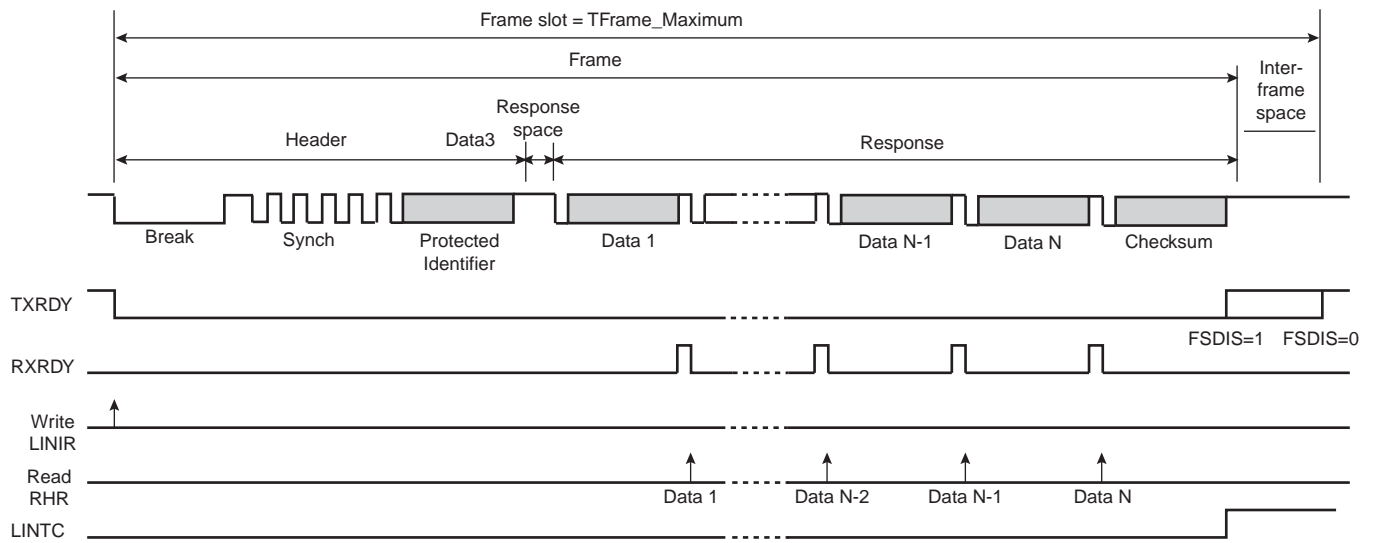 Frame slot = TFrame_Maximum
Frame
Inter-
frame
space
Response
space
Header
Data3
Response
Break
Synch
Protected
Identifier
Data 1
Data N-1
Data N
Checksum
TXRDY
FSDIS=1
FSDIS=0
RXRDY
Write
LINIR
Read
RHR
Data 1
Data N-2
Data N-1
Data N
LINTC